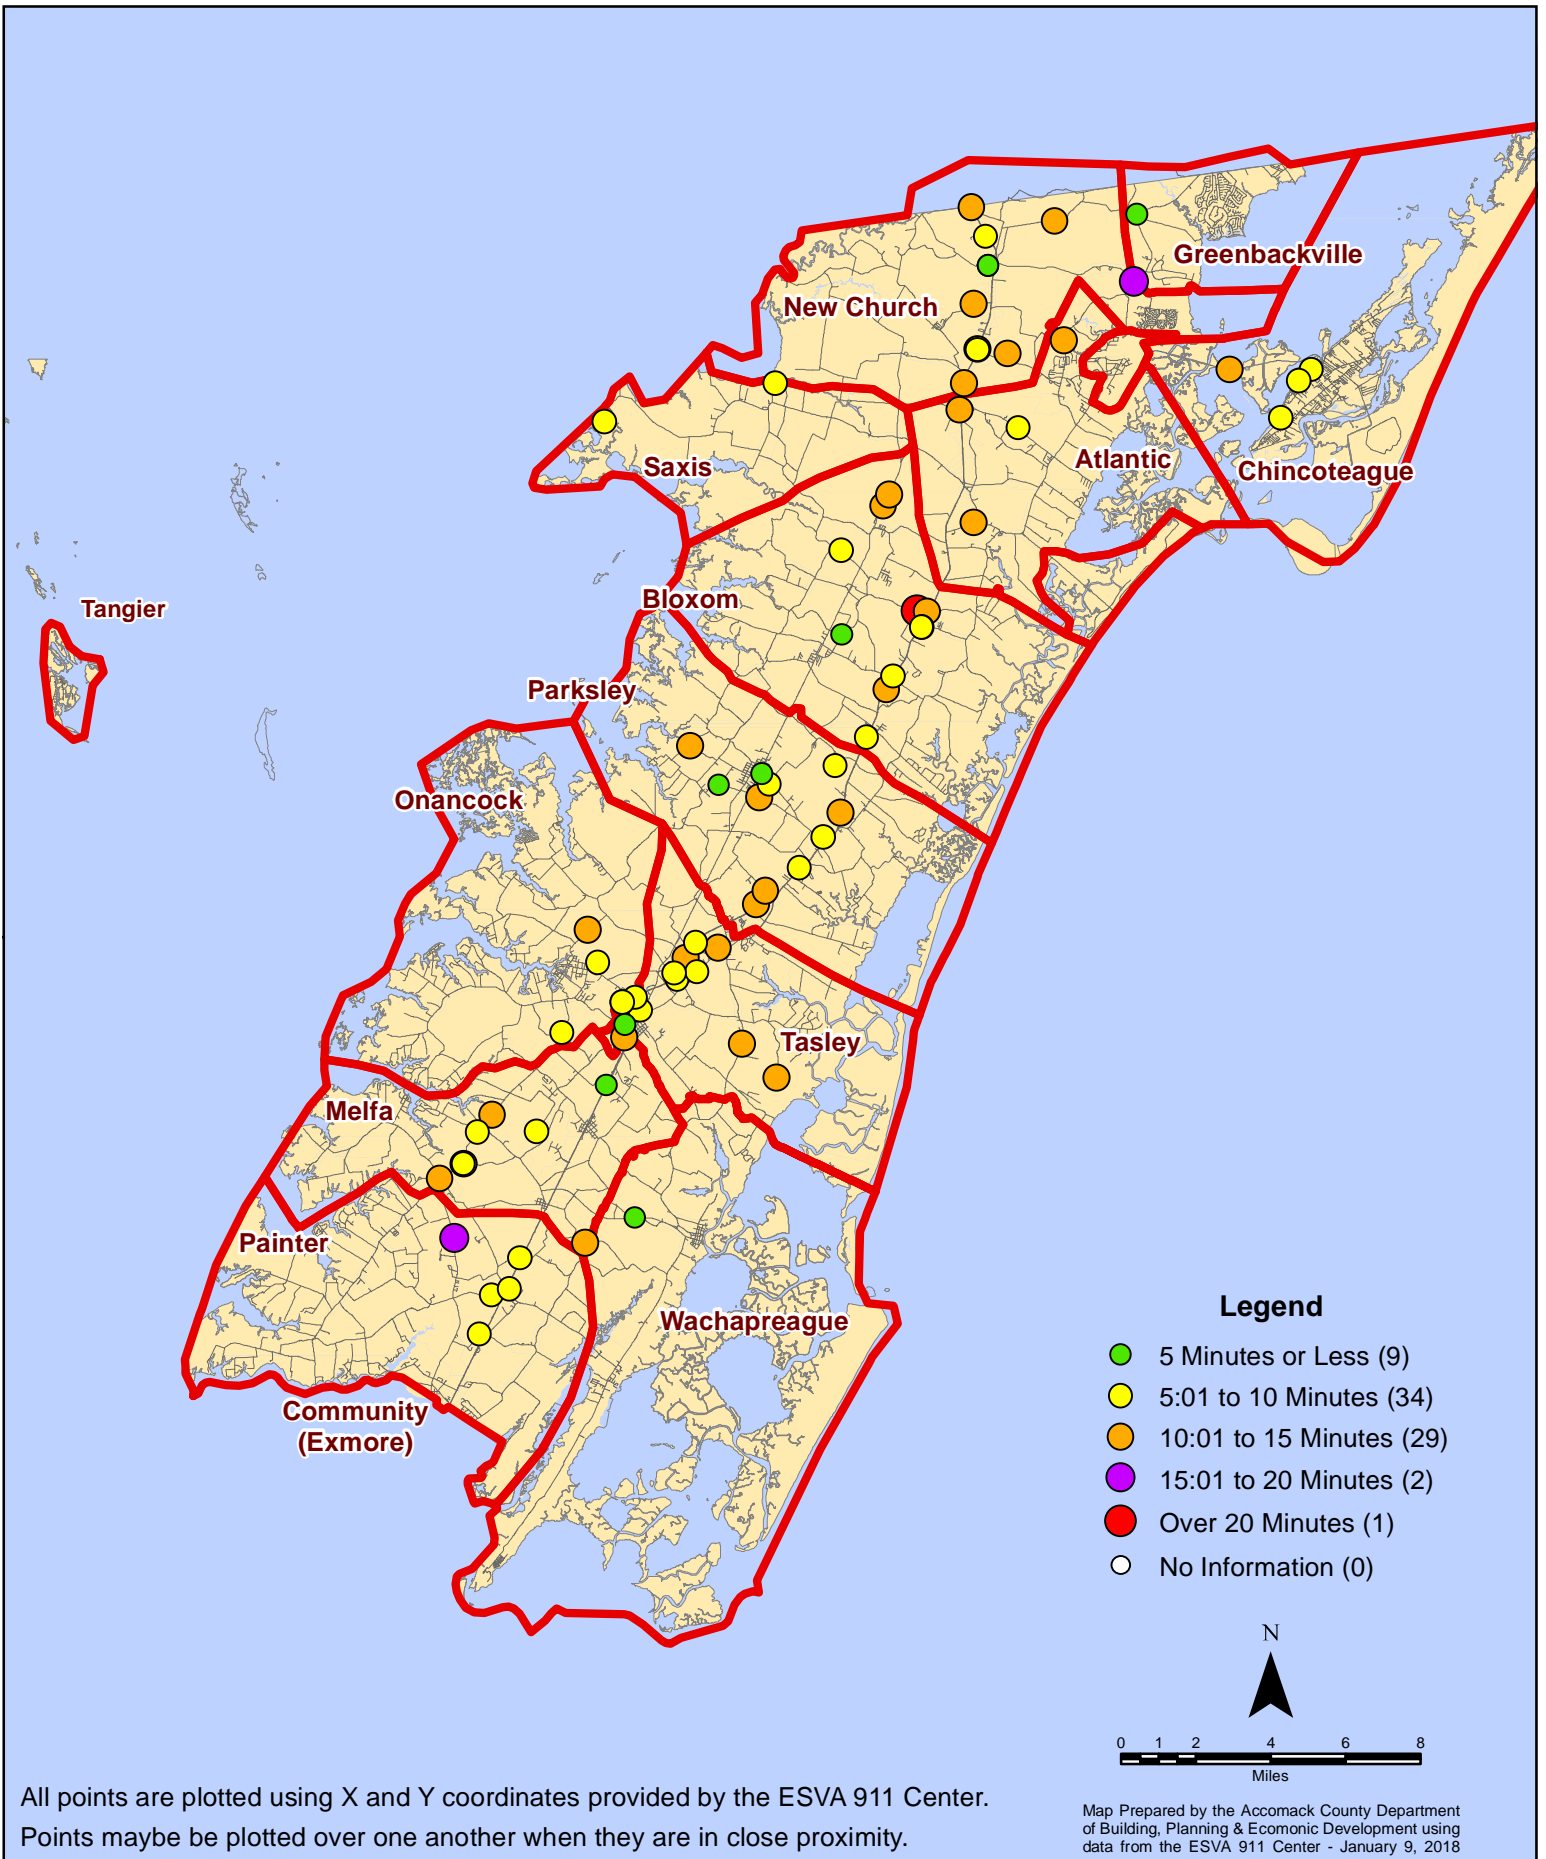 Greenbackville
New Church
Saxis
Atlantic
Chincoteague
Bloxom
Tangier
Parksley
Onancock
Tasley
Melfa
Painter
Wachapreague
Community
(Exmore)
Legend
5 Minutes or Less (9)
5:01 to 10 Minutes (34)
10:01 to 15 Minutes (29)
15:01 to 20 Minutes (2)
Over 20 Minutes (1)
No Information (0)
N
0 1 2 4 6 8
Miles
All points are plotted using X and Y coordinates provided by the ESVA 911 Center.
Points maybe be plotted over one another when they are in close proximity.
Map Prepared by the Accomack County Department
of Building, Planning & Ecomonic Development using
data from the ESVA 911 Center - January 9, 2018